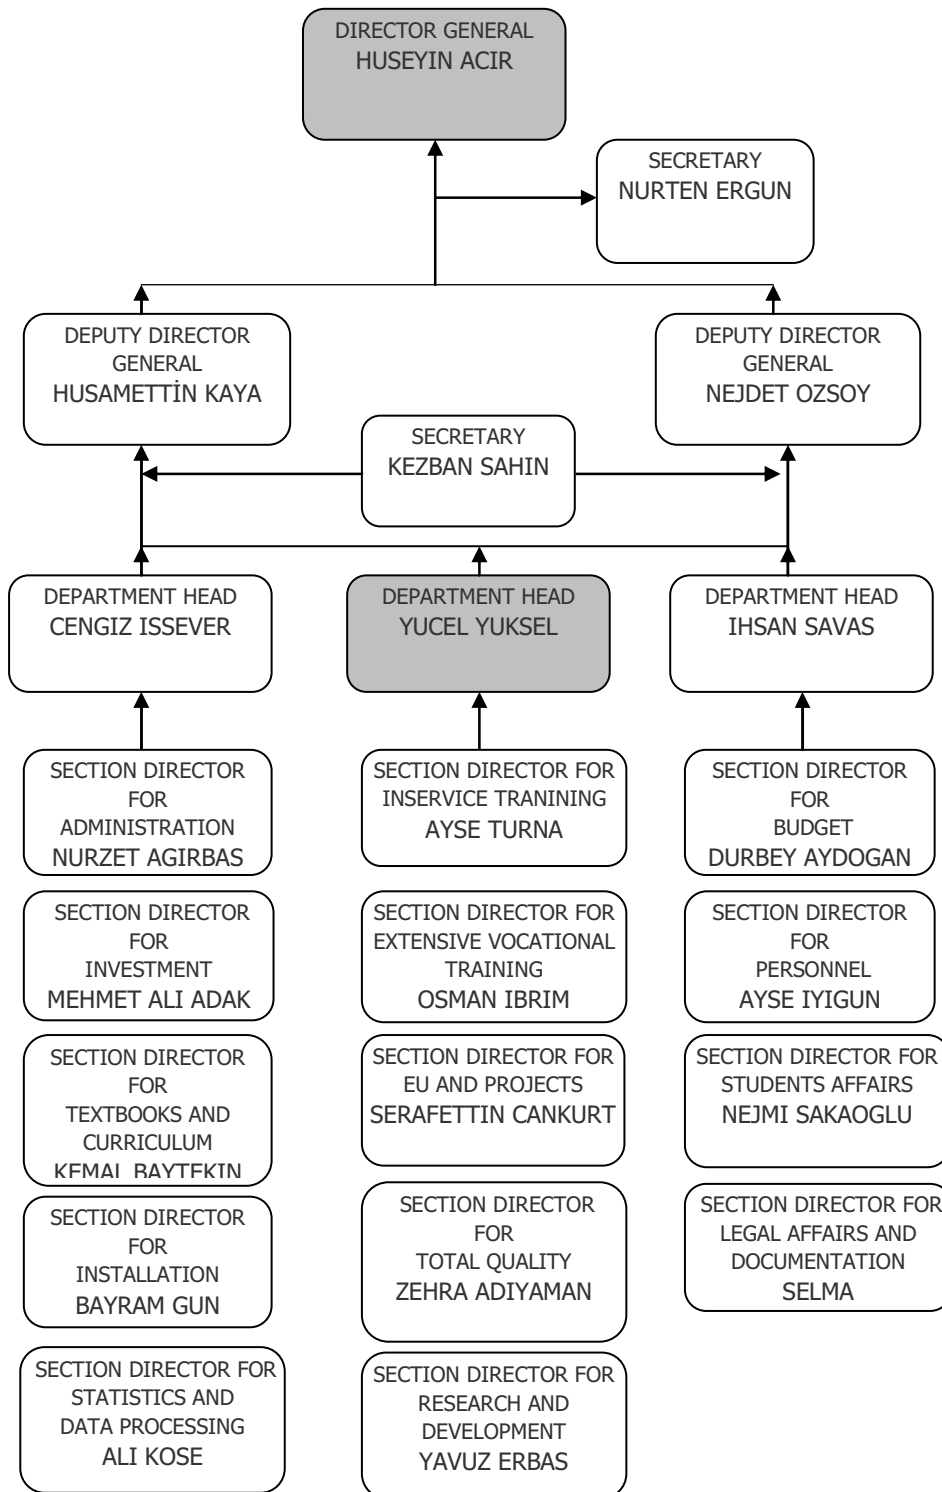 DIRECTOR GENERAL
HUSEYIN ACIR
SECRETARY
NURTEN ERGUN
DEPUTY DIRECTOR
GENERAL
HUSAMETTİN KAYA
DEPUTY DIRECTOR
GENERAL
NEJDET OZSOY
SECRETARY
KEZBAN SAHIN
DEPARTMENT HEAD
CENGIZ ISSEVER
DEPARTMENT HEAD
YUCEL YUKSEL
DEPARTMENT HEAD
IHSAN SAVAS
SECTION DIRECTOR
FOR
ADMINISTRATION
NURZET AGIRBAS
SECTION DIRECTOR FOR
INSERVICE TRANINING
AYSE TURNA
SECTION DIRECTOR
FOR
BUDGET
DURBEY AYDOGAN
SECTION DIRECTOR
FOR
INVESTMENT
MEHMET ALI ADAK
SECTION DIRECTOR FOR
EXTENSIVE VOCATIONAL
TRAINING
OSMAN IBRIM
SECTION DIRECTOR
FOR
PERSONNEL
AYSE IYIGUN
SECTION DIRECTOR
FOR
TEXTBOOKS AND
CURRICULUM
KEMAL BAYTEKIN
SECTION DIRECTOR FOR
EU AND PROJECTS
SERAFETTIN CANKURT
SECTION DIRECTOR FOR
STUDENTS AFFAIRS
NEJMI SAKAOGLU
SECTION DIRECTOR
FOR
INSTALLATION
BAYRAM GUN
SECTION DIRECTOR
FOR
TOTAL QUALITY
ZEHRA ADIYAMAN
SECTION DIRECTOR FOR
LEGAL AFFAIRS AND
DOCUMENTATION
SELMA
SECTION DIRECTOR FOR
STATISTICS AND
DATA PROCESSING
ALI KOSE
SECTION DIRECTOR FOR
RESEARCH AND
DEVELOPMENT
YAVUZ ERBAS